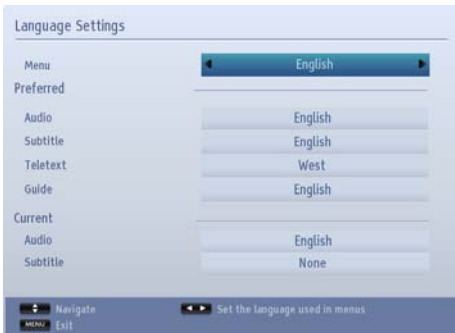 Language Settings
Menu English
Preferred
Audio English
Subtitle English
Teletext West
Guide English
Current
Audio English
Subtitle None
Navigate Set the language used in menus
MENU Exit